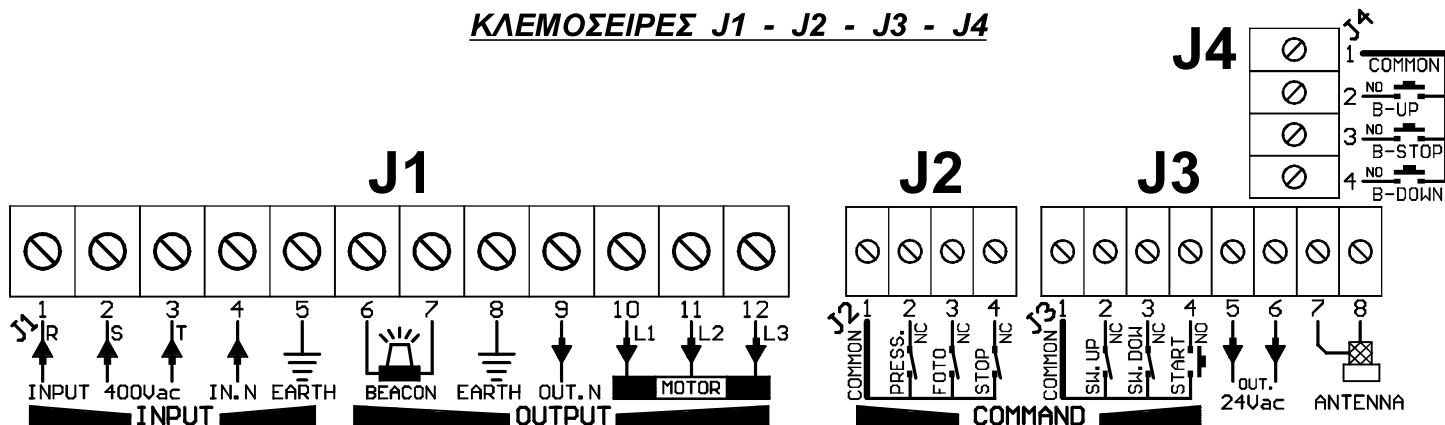 ΚΛΕΜΟΣΕΙΡΕΣ J1 - J2 - J3 - J4
J4
J4
1 COMMON
2 NO B-UP
3 NO B-STOP
4 NO B-DOWN
J1
J1
1 2 3 4 5 6 7 8 9 10 11 12
R S T L1 L2 L3
INPUT 400Vac IN.N EARTH BEACON EARTH OUT.N MOTOR
INPUT OUTPUT
J2
J2
1 2 3 4
COMMON
PRESS. NC
FOTO NC
STOP NC
J3
J3
1 2 3 4 5 6 7 8
COMMON
SW.UP NC
SW.DOW NC
START NO
OUT.
24Vac
ANTENNA
COMMAND